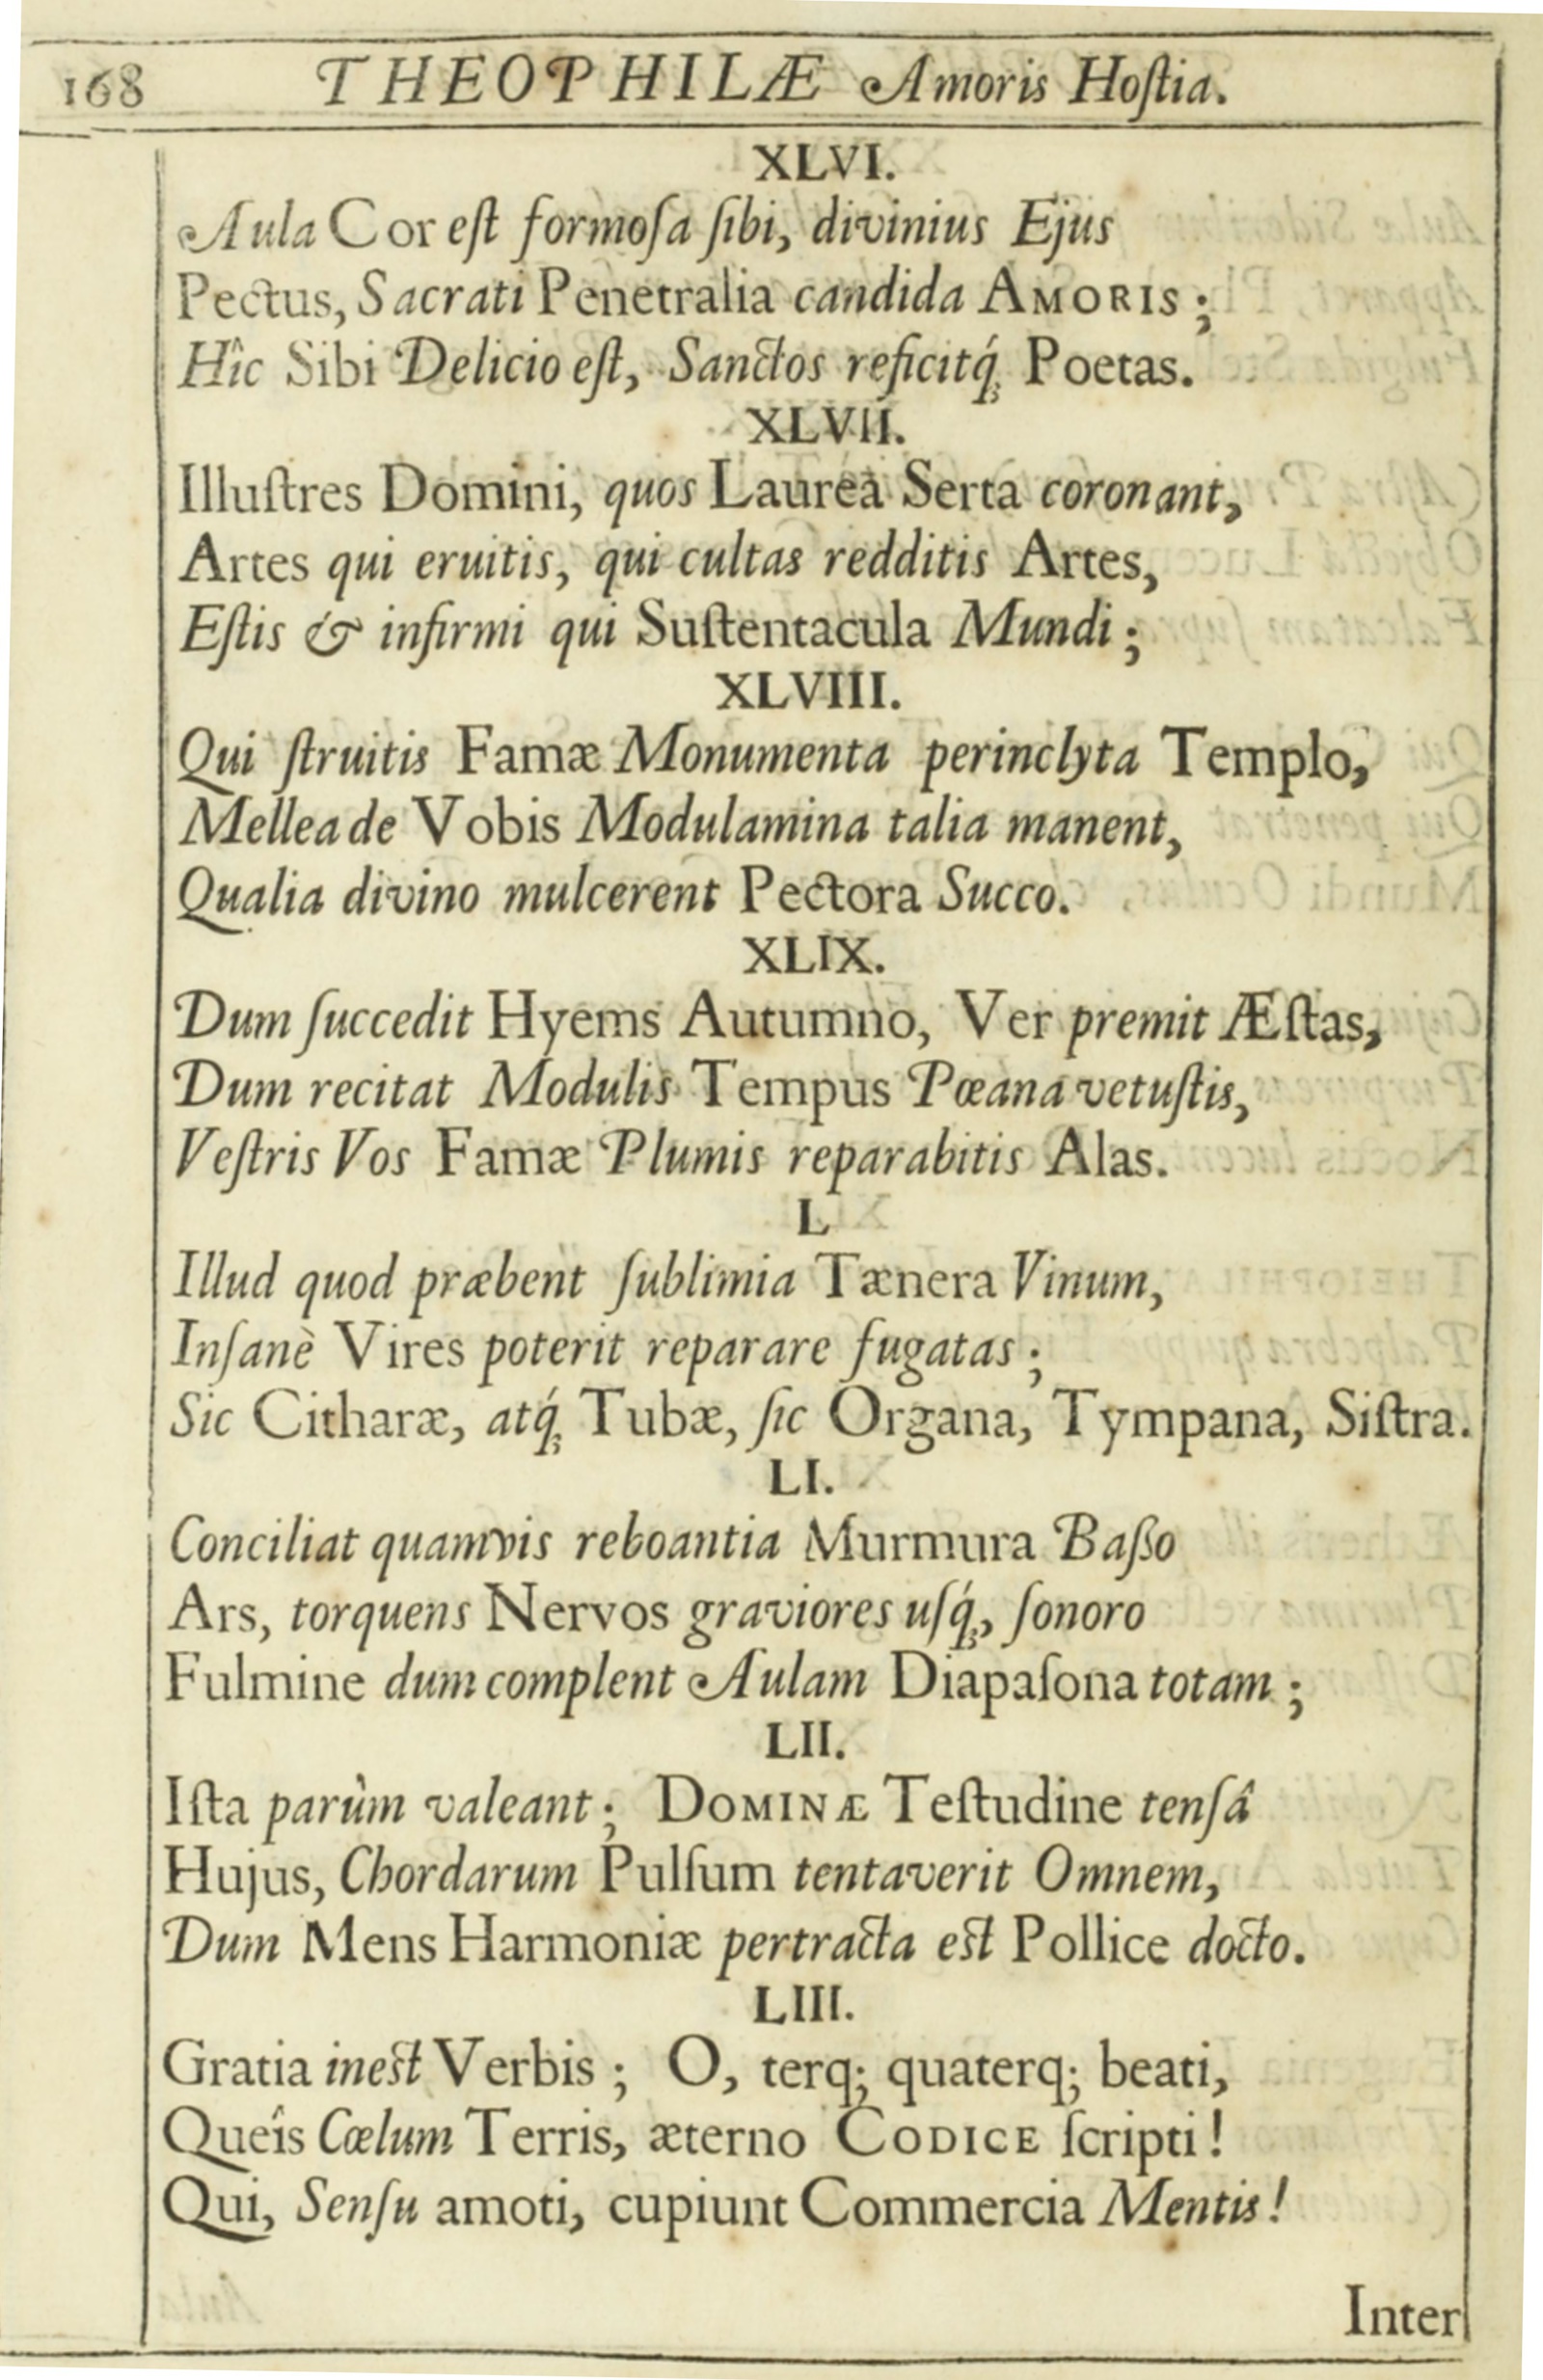 168 THEOPHILÆ Amoris Hoſtia.
XLVI.
Aula Cor eſt formoſa ſibi, divinius Ejus
Pectus, Sacrati Penetralia candida AMORIS;
Hîc Sibi Delicio eſt, Sanctos reficitq́; Poetas.
XLVII.
Illuſtres Domini, quos Laurea Serta coronant,
Artes qui eruitis, qui cultas redditis Artes,
Eſtis & infirmi qui Suſtentacula Mundi;
XLVIII.
Qui ſtruitis Famæ Monumenta perinclyta Templo,
Mellea de Vobis Modulamina talia manent,
Qualia divino mulcerent Pectora Succo.
XLIX.
Dum ſuccedit Hyems Autumno, Ver premit Æſtas,
Dum recitat Modulis Tempus Pœana vetuſtis,
Veſtris Vos Famæ Plumis reparabitis Alas.
L
Illud quod præbent ſublimia Tænera Vinum,
Inſanè Vires poterit reparare fugatas;
Sic Citharæ, atq́; Tubæ, ſic Organa, Tympana, Siſtra.
LI.
Conciliat quamvis reboantia Murmura Baſſo
Ars, torquens Nervos graviores uſq́;, ſonoro
Fulmine dum complent Aulam Diapaſona totam;
LII.
Iſta parùm valeant; DOMINÆ Teſtudine tenſâ
Hujus, Chordarum Pulſum tentaverit Omnem,
Dum Mens Harmoniæ pertracta eſt Pollice docto.
LIII.
Gratia ineſt Verbis; O, terq; quaterq; beati,
Queîs Cœlum Terris, æterno CODICE ſcripti!
Qui, Senſu amoti, cupiunt Commercia Mentis!
Inter